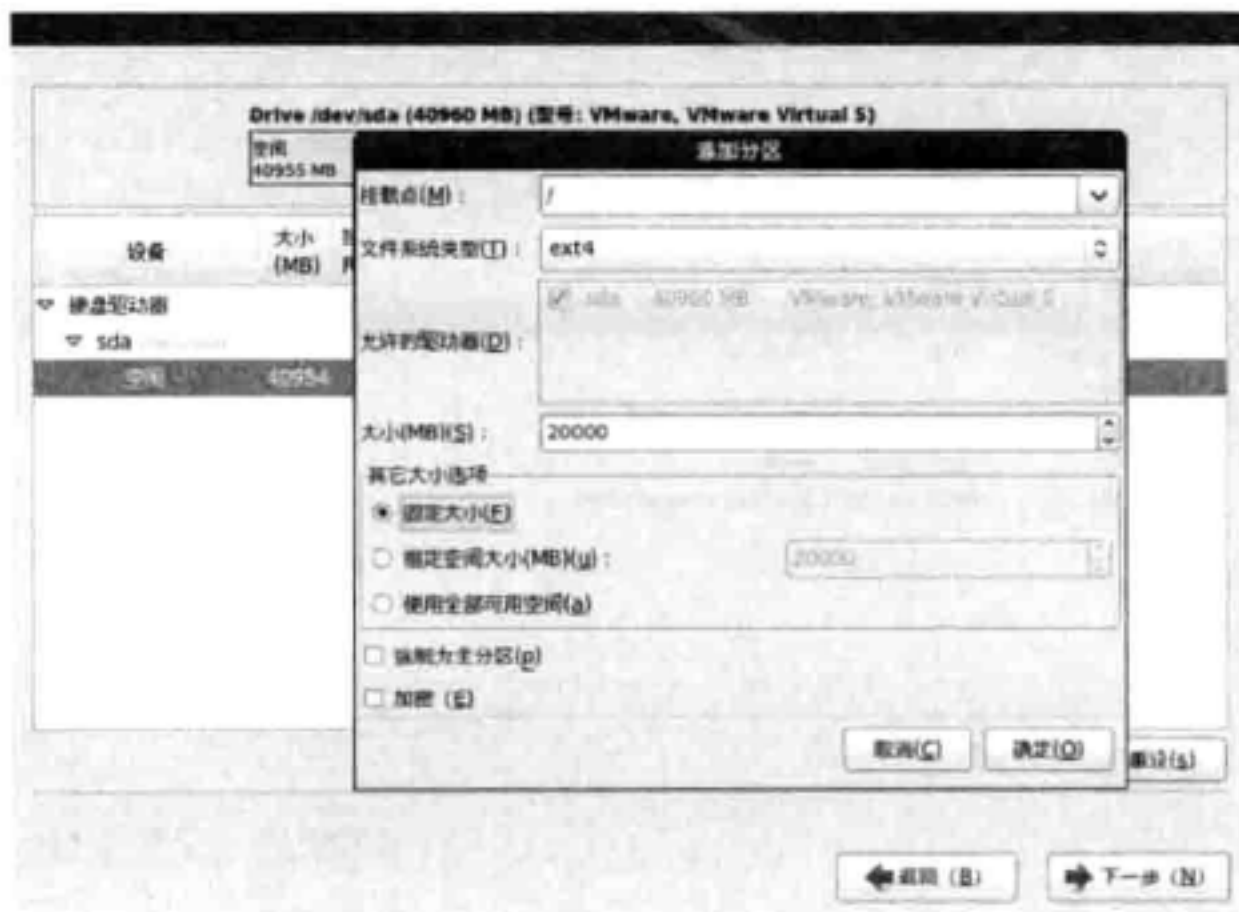 Drive /dev/sda (40960 MB) (型号: VMware, VMware Virtual S)
空闲
40955 MB
添加分区
挂载点(M)：
/
文件系统类型(T)：
ext4
设备
大小
(MB)
硬盘驱动器
sda
空闲 40954
允许的驱动器(D)：
sda 40960 MB VMware, VMware Virtual S
大小(MB)(S)：
20000
其它大小选项
固定大小(F)
指定空间大小(MB)(u)：
20000
使用全部可用空间(a)
强制为主分区(p)
加密 (E)
取消(C)
确定(O)
重设(s)
返回 (B)
下一步 (N)